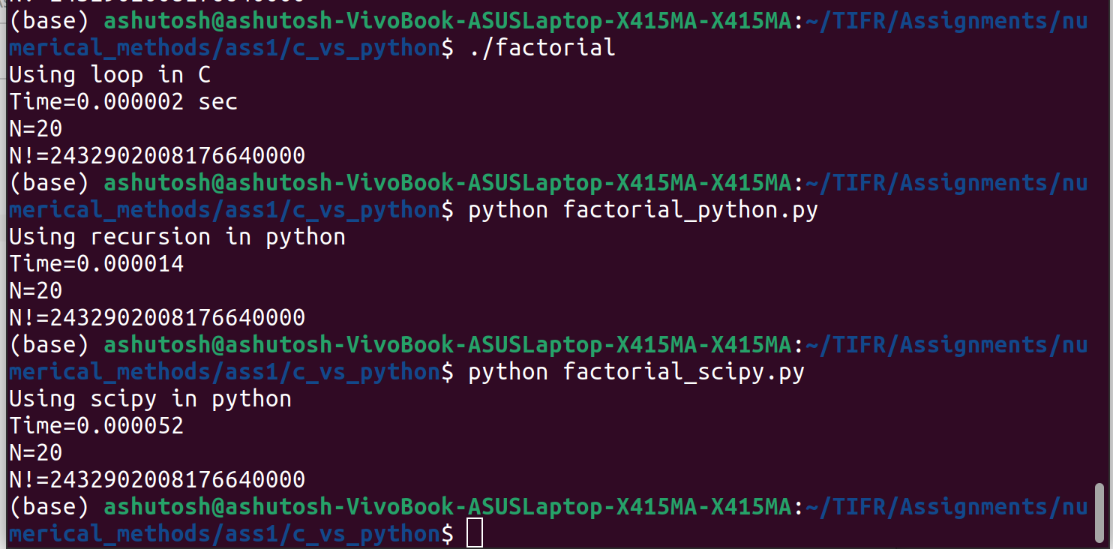 (base) ashutosh@ashutosh-VivoBook-ASUSLaptop-X415MA-X415MA:~/TIFR/Assignments/nu
merical_methods/ass1/c_vs_python$ ./factorial
Using loop in C
Time=0.000002 sec
N=20
N!=2432902008176640000
(base) ashutosh@ashutosh-VivoBook-ASUSLaptop-X415MA-X415MA:~/TIFR/Assignments/nu
merical_methods/ass1/c_vs_python$ python factorial_python.py
Using recursion in python
Time=0.000014
N=20
N!=2432902008176640000
(base) ashutosh@ashutosh-VivoBook-ASUSLaptop-X415MA-X415MA:~/TIFR/Assignments/nu
merical_methods/ass1/c_vs_python$ python factorial_scipy.py
Using scipy in python
Time=0.000052
N=20
N!=2432902008176640000
(base) ashutosh@ashutosh-VivoBook-ASUSLaptop-X415MA-X415MA:~/TIFR/Assignments/nu
merical_methods/ass1/c_vs_python$